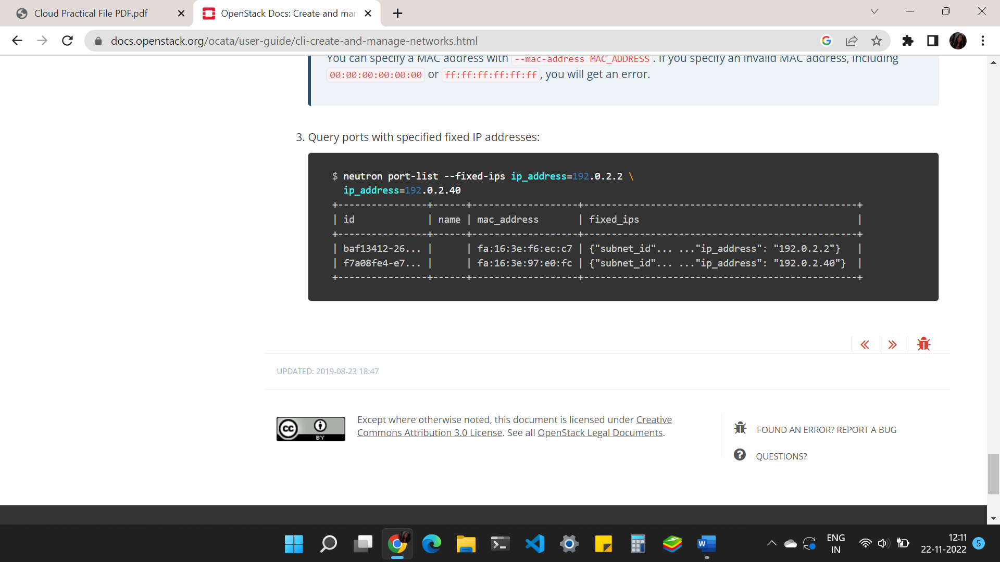 Cloud Practical File PDF.pdf
OpenStack Docs: Create and man
docs.openstack.org/ocata/user-guide/cli-create-and-manage-networks.html
You can specify a MAC address with --mac-address MAC_ADDRESS. If you specify an invalid MAC address, including
00:00:00:00:00:00 or ff:ff:ff:ff:ff:ff, you will get an error.
3. Query ports with specified fixed IP addresses:
$ neutron port-list --fixed-ips ip_address=192.0.2.2 \
  ip_address=192.0.2.40
+----------------+------+-------------------+-------------------------------------------------+
| id             | name | mac_address       | fixed_ips                                       |
+----------------+------+-------------------+-------------------------------------------------+
| baf13412-26... |      | fa:16:3e:f6:ec:c7 | {"subnet_id"... ..."ip_address": "192.0.2.2"}   |
| f7a08fe4-e7... |      | fa:16:3e:97:e0:fc | {"subnet_id"... ..."ip_address": "192.0.2.40"}  |
+----------------+------+-------------------+-------------------------------------------------+
UPDATED: 2019-08-23 18:47
cc BY
Except where otherwise noted, this document is licensed under Creative
Commons Attribution 3.0 License. See all OpenStack Legal Documents.
FOUND AN ERROR? REPORT A BUG
QUESTIONS?
ENG
IN
12:11
22-11-2022
5